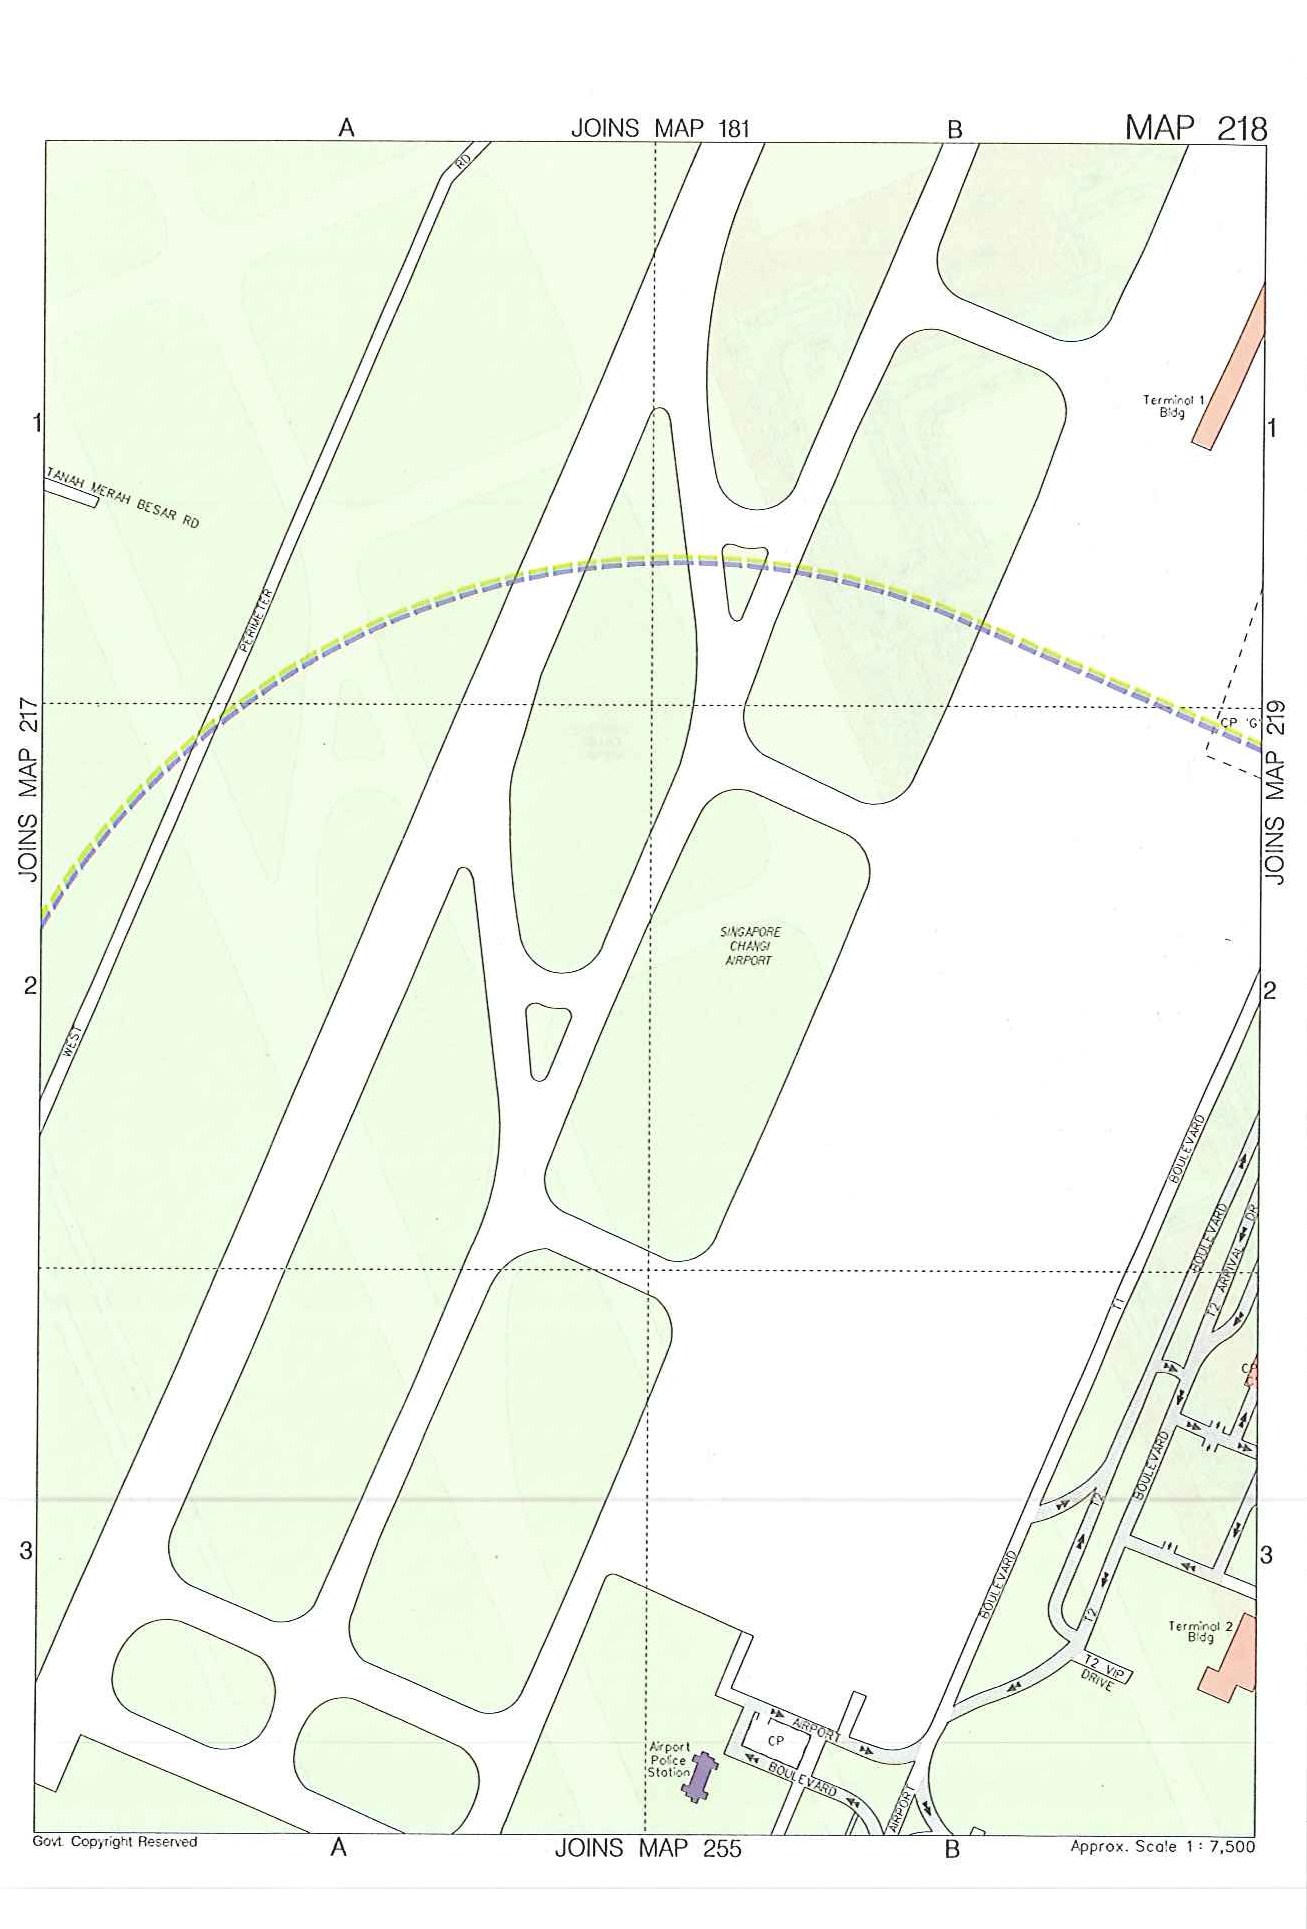 A
JOINS MAP 181
B
MAP 218
RD
Terminal 1
Bldg
1
1
TANAH MERAH BESAR RD
PERIMETER
JOINS MAP 217
JOINS MAP 219
CP 'G'
SINGAPORE
CHANGI
AIRPORT
2
2
WEST
BOULEVARD
BOULEVARD
T2 ARRIVAL DR
T1
BOULEVARD
T2
3
3
BOULEVARD
T2
Terminal 2
Bldg
T2 VIP
DRIVE
AIRPORT
CP
Airport
Police
Station
BOULEVARD
AIRPORT
Govt. Copyright Reserved
A
JOINS MAP 255
B
Approx. Scale 1 : 7,500